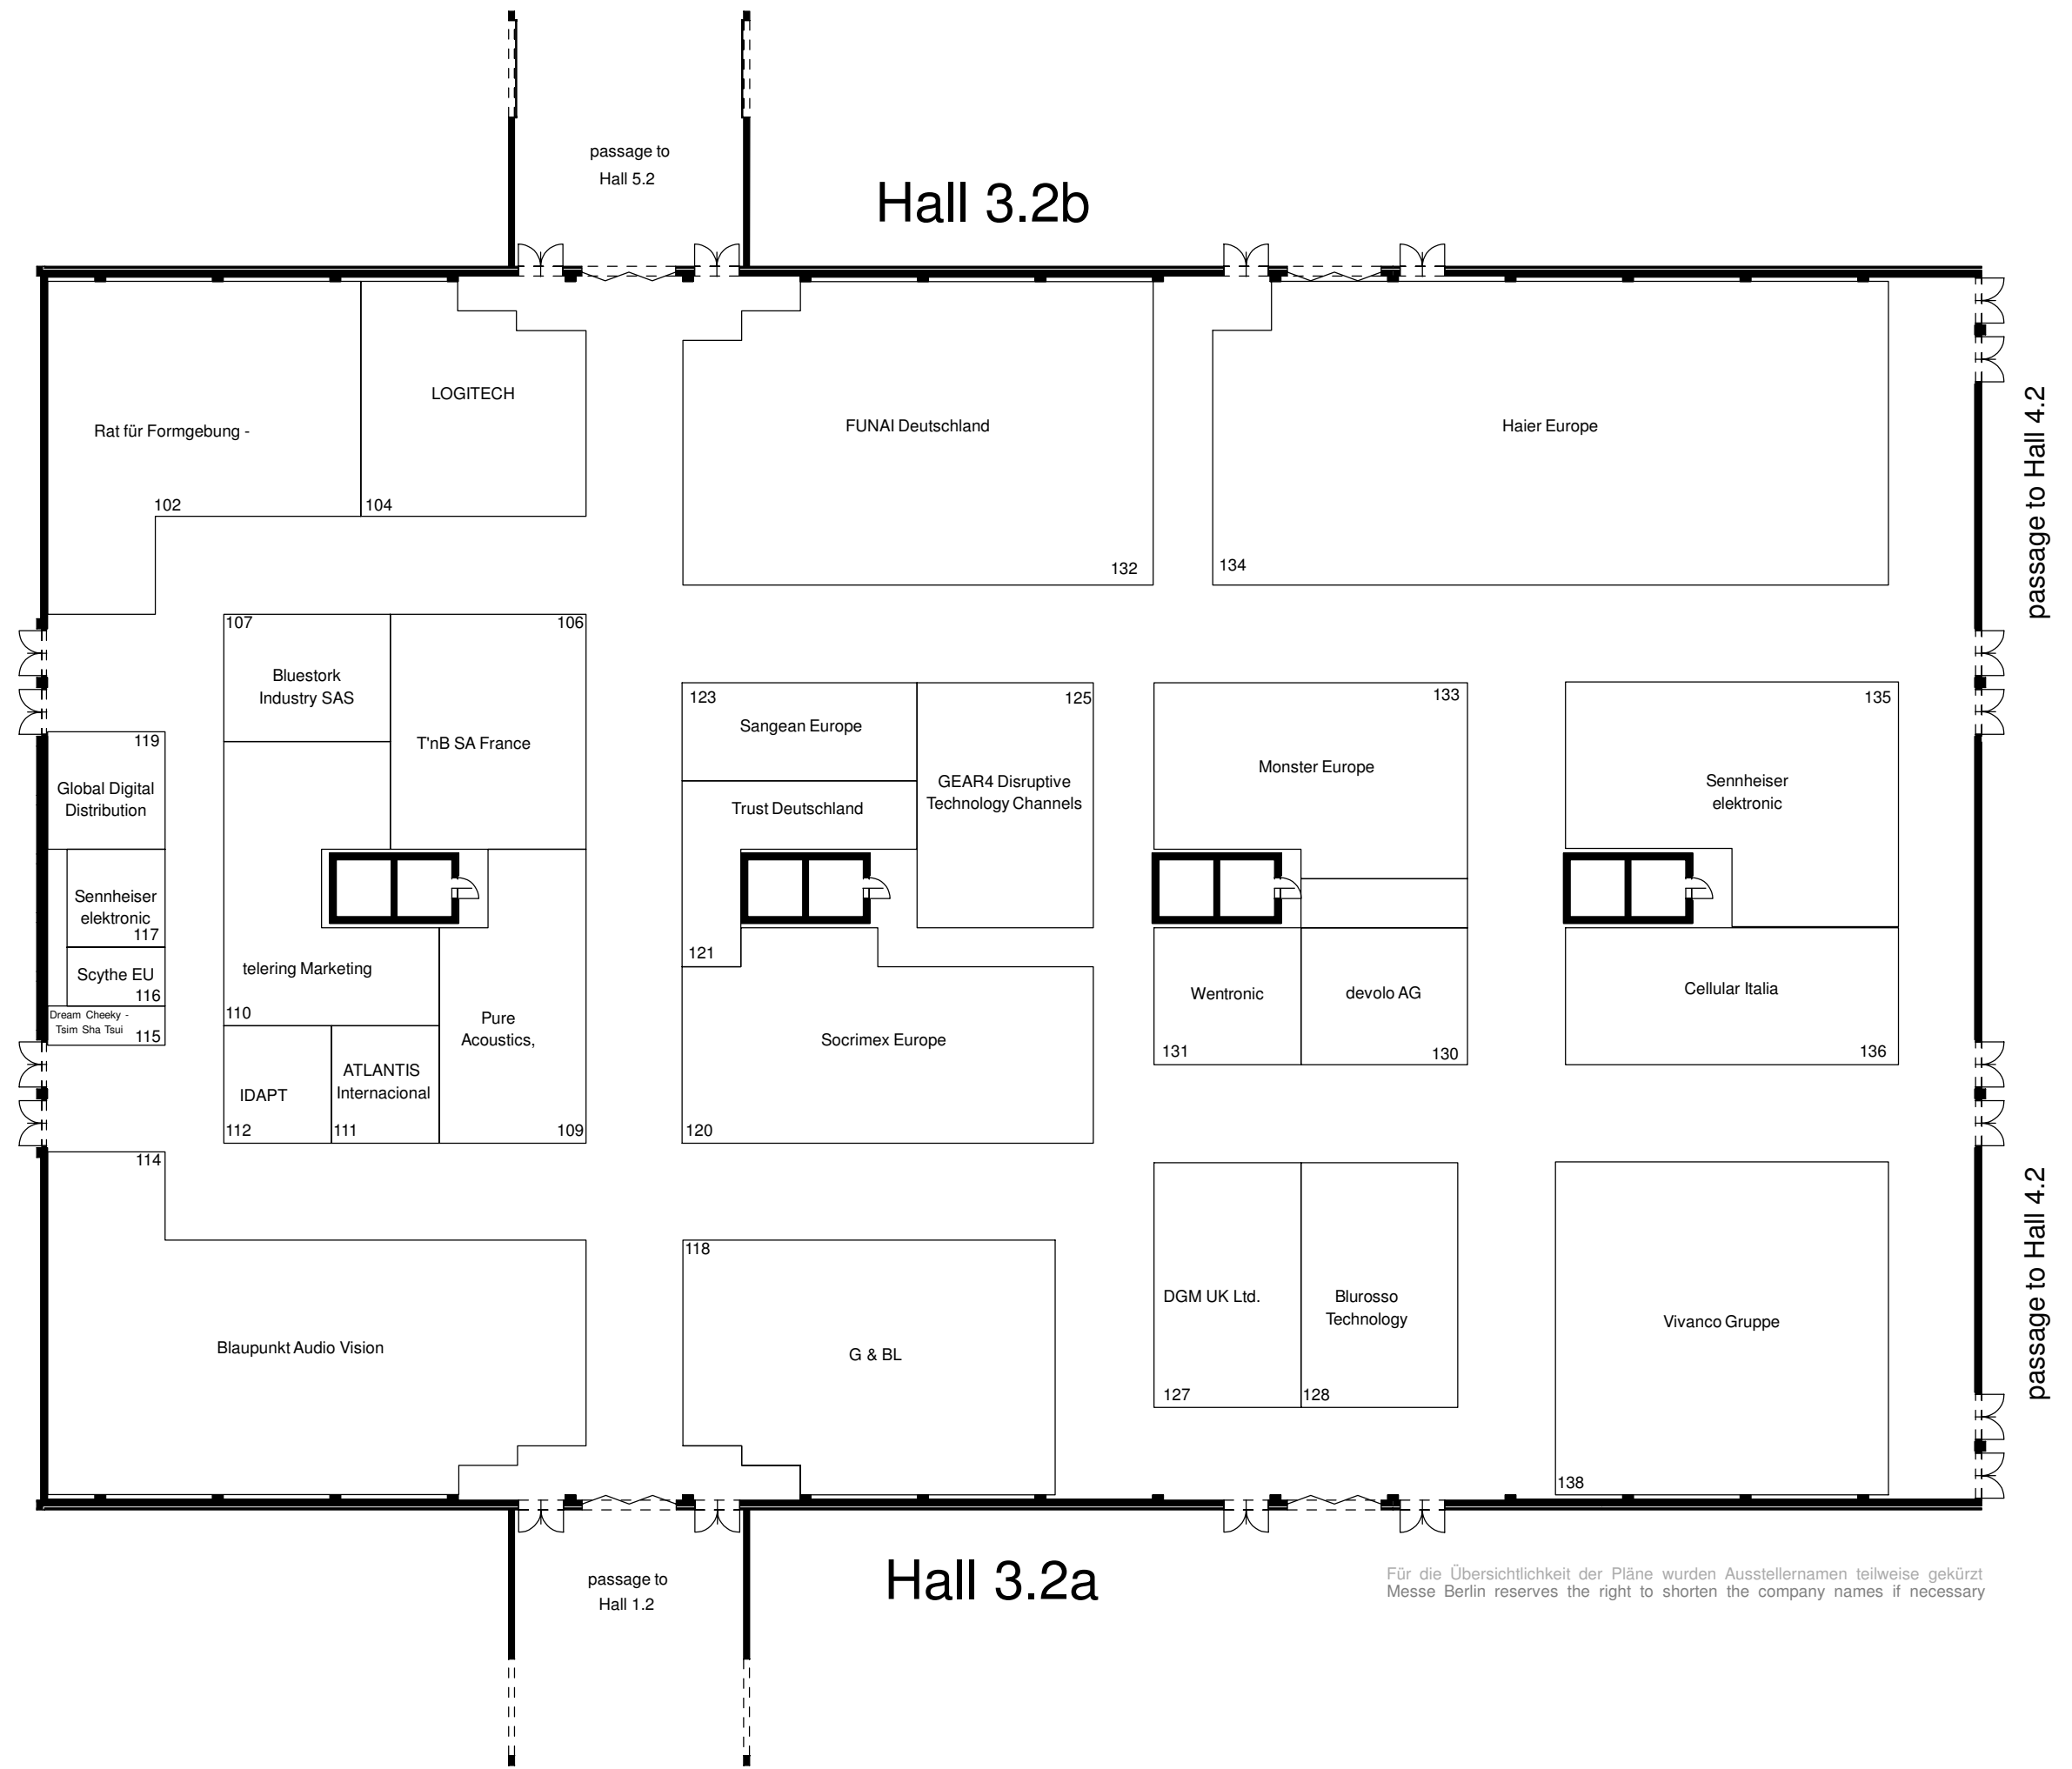 passage to
Hall 5.2
Hall 3.2b
LOGITECH
Rat für Formgebung -
102
104
FUNAI Deutschland
132
Haier Europe
134
passage to Hall 4.2
107
106
Bluestork
Industry SAS
T'nB SA France
123
Sangean Europe
125
GEAR4 Disruptive
Technology Channels
Trust Deutschland
121
133
Monster Europe
135
Sennheiser
elektronic
119
Global Digital
Distribution
Sennheiser
elektronic
117
Scythe EU
116
Dream Cheeky -
Tsim Sha Tsui
115
telering Marketing
110
Pure
Acoustics,
109
IDAPT
112
ATLANTIS
Internacional
111
Socrimex Europe
120
Wentronic
131
devolo AG
130
Cellular Italia
136
114
Blaupunkt Audio Vision
118
G & BL
DGM UK Ltd.
127
Blurosso
Technology
128
Vivanco Gruppe
138
passage to Hall 4.2
passage to
Hall 1.2
Hall 3.2a
Für die Übersichtlichkeit der Pläne wurden Ausstellernamen teilweise gekürzt
Messe Berlin reserves the right to shorten the company names if necessary